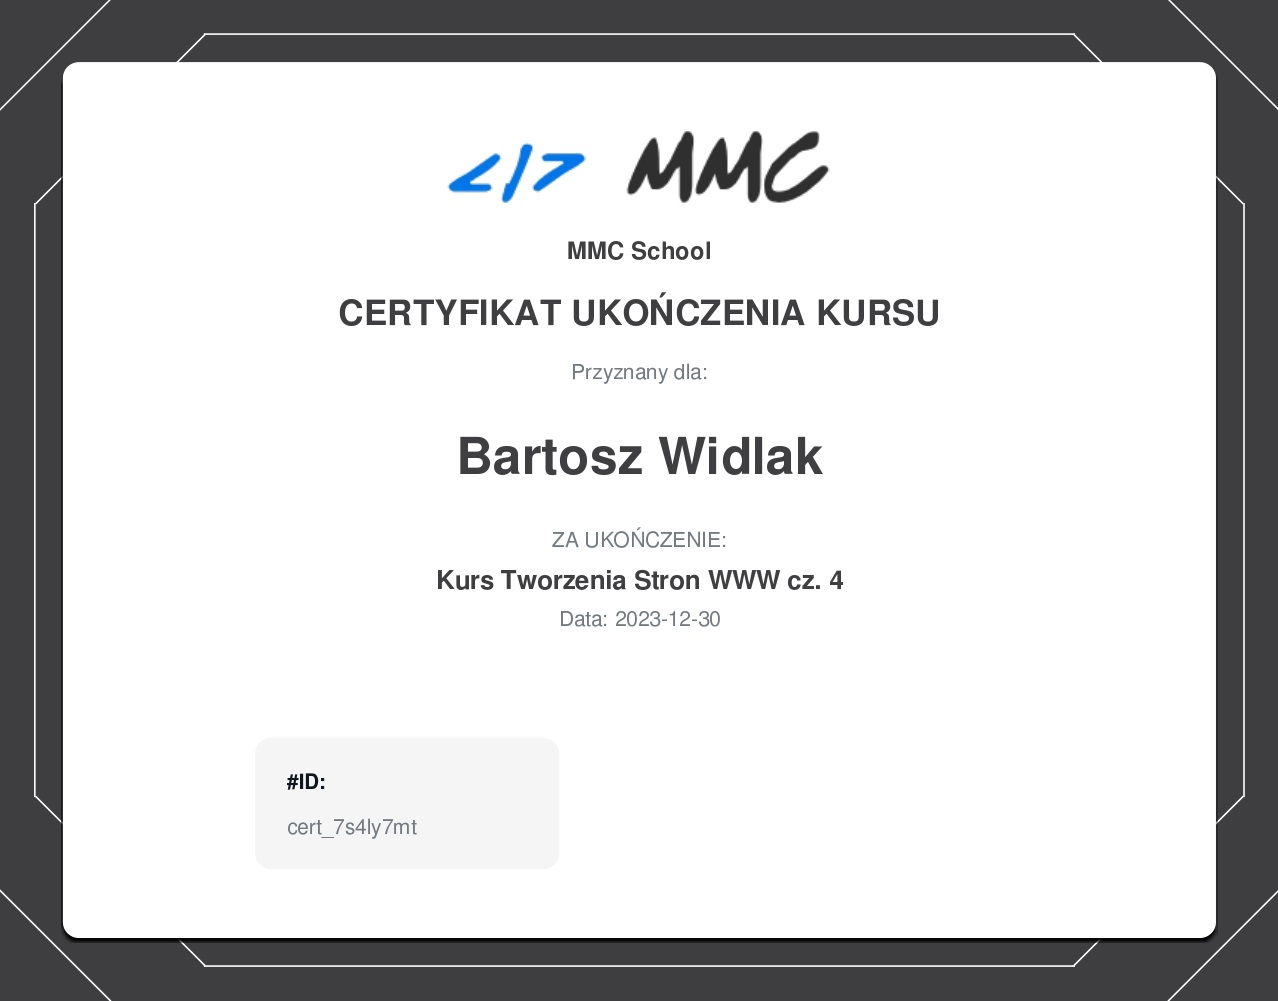 </> MMC
MMC School
CERTYFIKAT UKOŃCZENIA KURSU
Przyznany dla:
Bartosz Widlak
ZA UKOŃCZENIE:
Kurs Tworzenia Stron WWW cz. 4
Data: 2023-12-30
#ID:
cert_7s4ly7mt